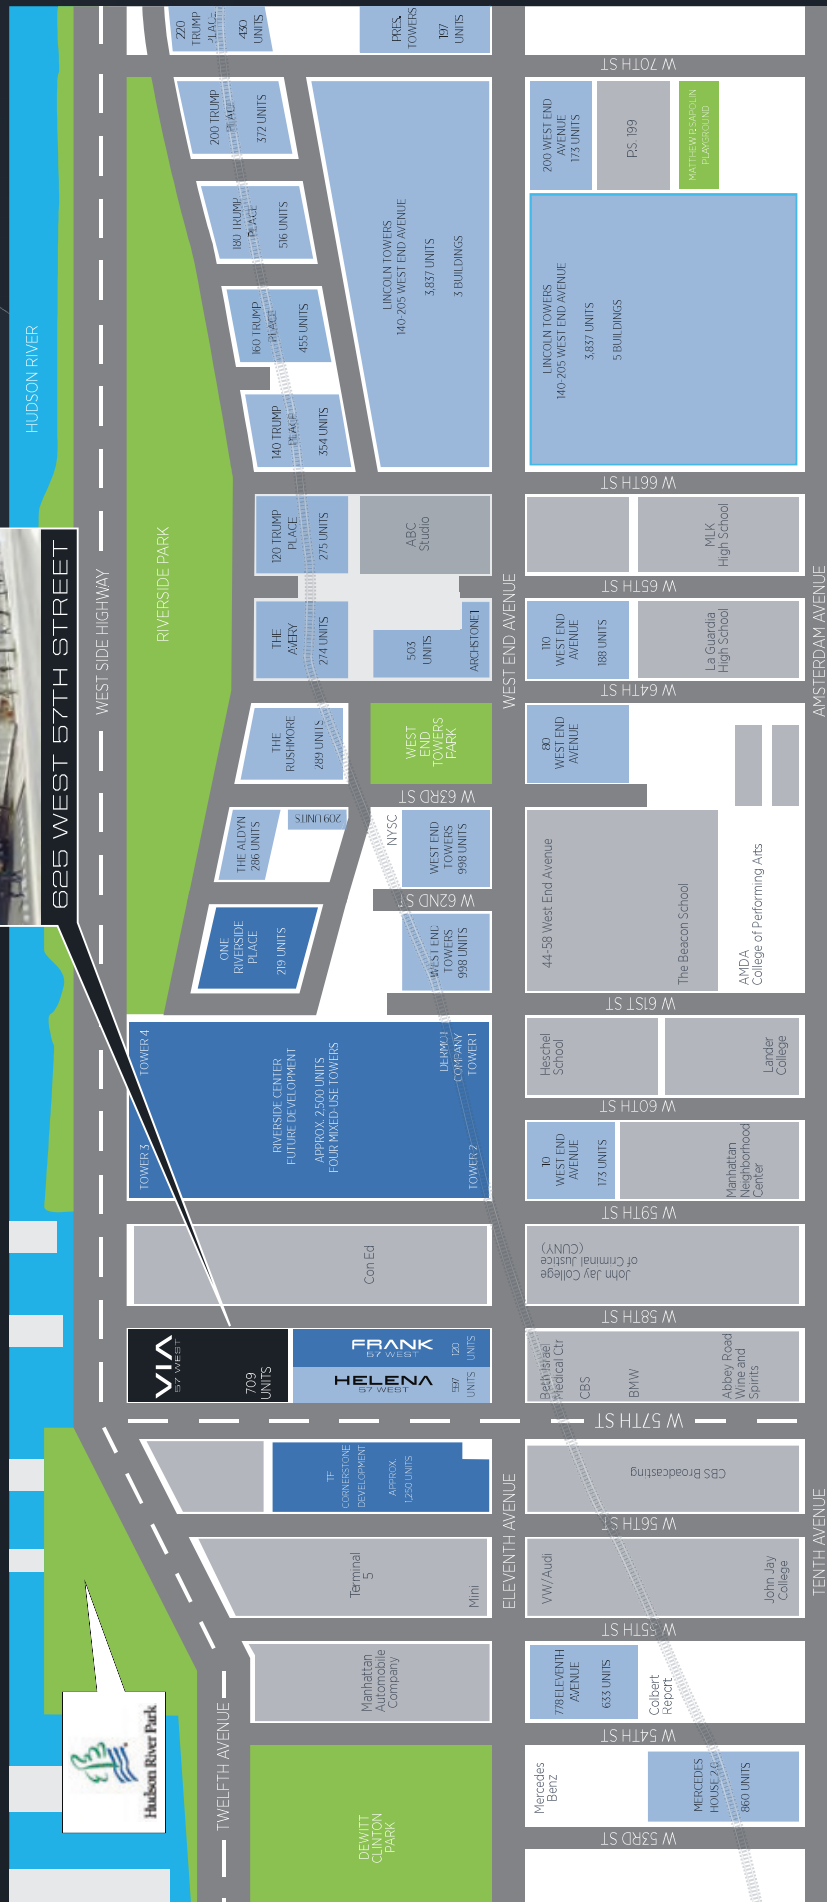 220
TRUMP
PLACE
430
UNITS
PRES.
TOWERS
197
UNITS
W 70TH ST
200 TRUMP
PLACE
372 UNITS
200 WEST END
AVENUE
173 UNITS
P.S. 199
MATTHEW P. SAPOLIN
PLAYGROUND
180 TRUMP
PLACE
516 UNITS
LINCOLN TOWERS
140-205 WEST END AVENUE
3,837 UNITS
3 BUILDINGS
LINCOLN TOWERS
140-205 WEST END AVENUE
3,837 UNITS
5 BUILDINGS
160 TRUMP
PLACE
455 UNITS
HUDSON RIVER
140 TRUMP
PLACE
354 UNITS
W 66TH ST
625 WEST 57TH STREET
WEST SIDE HIGHWAY
RIVERSIDE PARK
120 TRUMP
PLACE
275 UNITS
ABC
Studio
MLK
High School
W 65TH ST
WEST END AVENUE
AMSTERDAM AVENUE
THE
AVERY
274 UNITS
503
UNITS
ARCHSTONE
110
WEST END
AVENUE
188 UNITS
La Guardia
High School
W 64TH ST
THE
RUSHMORE
289 UNITS
WEST
END
TOWERS
PARK
80
WEST END
AVENUE
W 63RD ST
THE ALDYN
286 UNITS
209 UNITS
NYSC
WEST END
TOWERS
998 UNITS
44-58 West End Avenue
The Beacon School
AMDA
College of Performing Arts
W 62ND ST
ONE
RIVERSIDE
PLACE
219 UNITS
WEST END
TOWERS
998 UNITS
W 61ST ST
TOWER 4
TOWER 3
RIVERSIDE CENTER
FUTURE DEVELOPMENT
APPROX. 2,500 UNITS
FOUR MIXED-USE TOWERS
DERMOT
COMPANY
TOWER 1
TOWER 2
Heschel
School
Lander
College
W 60TH ST
10
WEST END
AVENUE
173 UNITS
Manhattan
Neighborhood
Center
W 59TH ST
Con Ed
John Jay College
of Criminal Justice
(CUNY)
W 58TH ST
VIA
57 WEST
709
UNITS
FRANK
57 WEST
120
UNITS
HELENA
57 WEST
597
UNITS
Beth Israel
Medical Ctr
CBS
BMW
Abbey Road
Wine and
Spirits
W 57TH ST
TF
CORNERSTONE
DEVELOPMENT
APPROX.
1,250 UNITS
CBS Broadcasting
W 56TH ST
ELEVENTH AVENUE
TENTH AVENUE
Terminal
5
Mini
VW/Audi
John Jay
College
W 55TH ST
Manhattan
Automobile
Company
778 ELEVENTH
AVENUE
633 UNITS
Colbert
Report
W 54TH ST
Hudson River Park
TWELFTH AVENUE
DEWITT
CLINTON
PARK
Mercedes
Benz
MERCEDES
HOUSE 2.0
860 UNITS
W 53RD ST